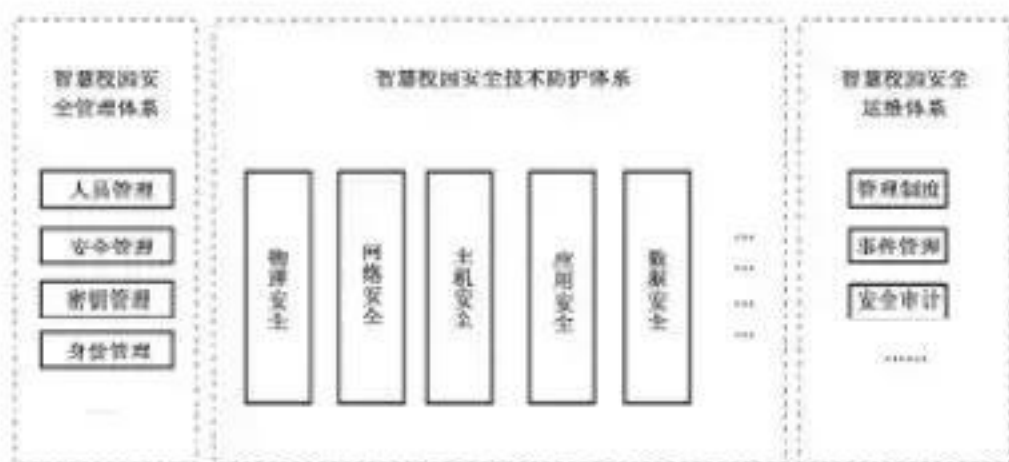 智慧校园安
全管理体系
人员管理
安全管理
密钥管理
身份管理
智慧校园安全技术防护体系
物理安全
网络安全
主机安全
应用安全
数据安全
...
...
...
...
智慧校园安全
运维体系
管理制度
事件管理
安全审计
......